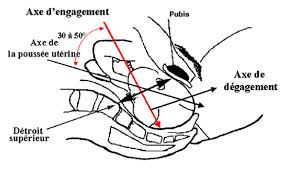 Axe d'engagement
Pubis
30 à 50°
Axe de
la poussée utérine
Axe de
dégagement
Détroit
supérieur